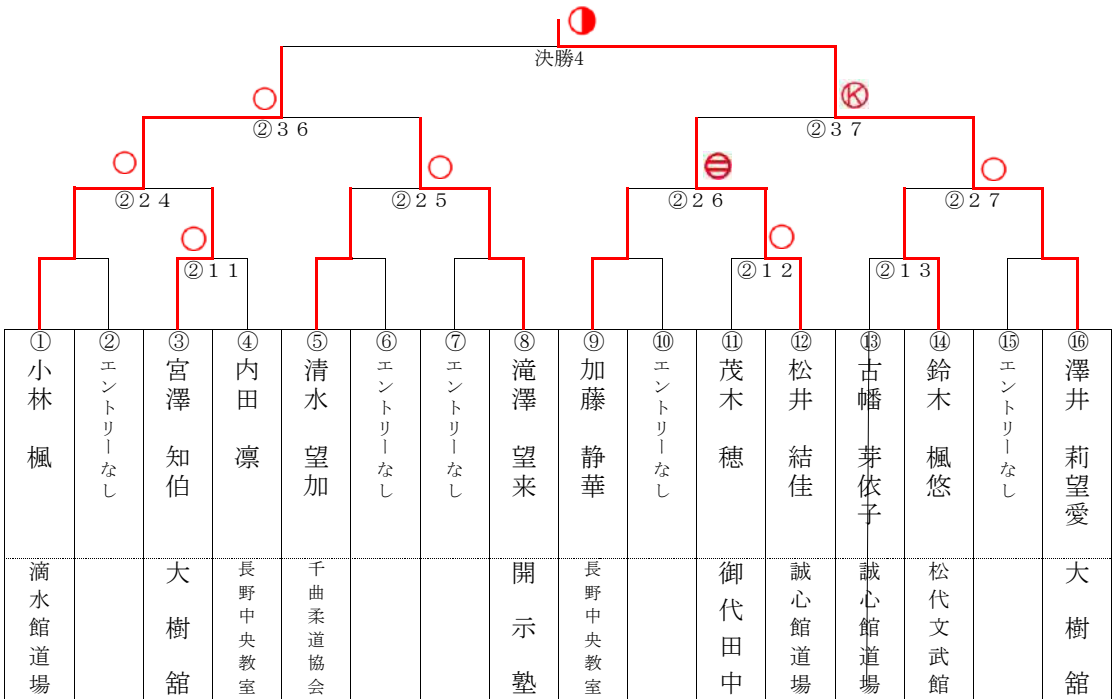 決勝4
Ⓚ
②３６
②３７
②２４
②２５
②２６
②２７
②１１
②１２
②１３
①
小林　楓
滴水館道場
②
エントリーなし
③
宮澤　知伯
大樹舘
④
内田　凛
長野中央教室
⑤
清水　望加
千曲柔道協会
⑥
エントリーなし
⑦
エントリーなし
⑧
滝澤　望来
開示塾
⑨
加藤　静華
長野中央教室
⑩
エントリーなし
⑪
茂木　穂
御代田中
⑫
松井　結佳
誠心館道場
⑬
古幡　芽依子
誠心館道場
⑭
鈴木　楓悠
松代文武館
⑮
エントリーなし
⑯
澤井　莉望愛
大樹舘